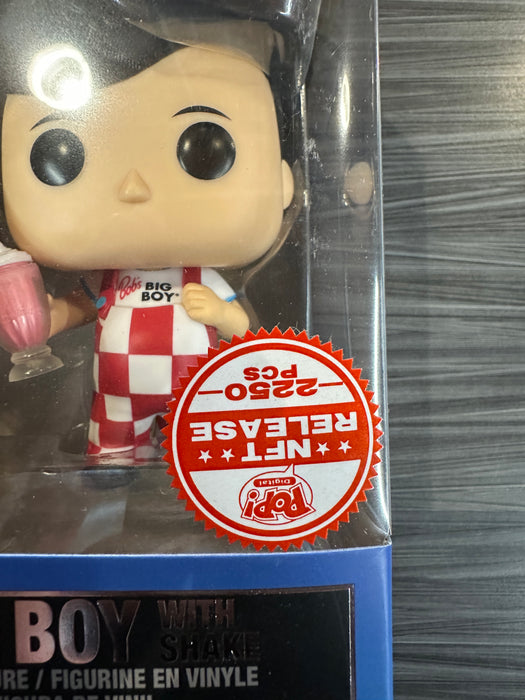 Bob's BIG
BOY
2250
PCS
NFT
RELEASE
POP!
Digital
BOY WITH
SHAKE
URE / FIGURINE EN VINYLE